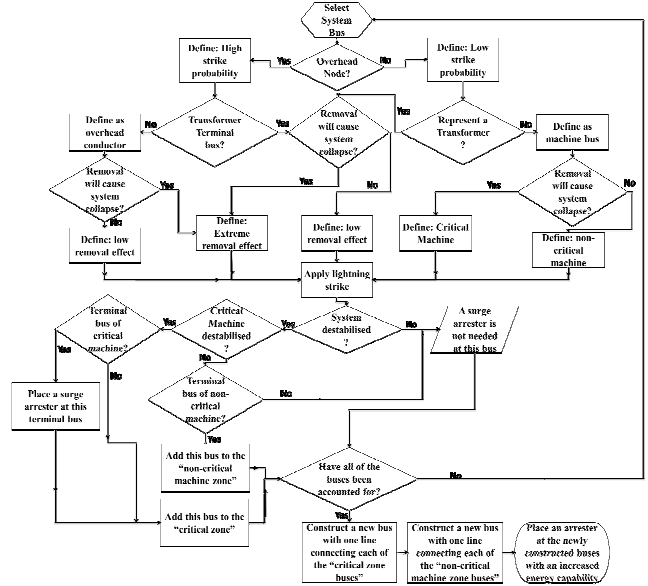 Select
System
Bus
Define: High
strike
probability
Yes
Overhead
Node?
No
Define: Low
strike
probability
Define as
overhead
conductor
No
Transformer
Terminal
bus?
Yes
Removal
will cause
system
collapse?
Yes
Represent a
Transformer
?
No
Define as
machine bus
Removal
will cause
system
collapse?
Yes
No
Yes
No
Yes
Removal
will cause
system
collapse?
No
Define: low
removal effect
Define:
Extreme
removal effect
Define: low
removal effect
Define: Critical
Machine
Define: non-
critical
machine
Apply lightning
strike
Terminal
bus of
critical
machine?
Yes
Critical
Machine
destabilised
?
Yes
System
destabilised
?
No
A surge
arrester is
not needed
at this bus
Yes
No
No
Terminal
bus of non-
critical
machine?
No
Place a surge
arrester at this
terminal bus
Yes
Add this bus to the
“non-critical
machine zone”
Have all of the
buses been
accounted for?
No
Add this bus to the
“critical zone”
Yes
Construct a new bus
with one line
connecting each of
the “critical zone
buses”
Construct a new bus
with one line
connecting each of
the “non-critical
machine zone buses”
Place an arrester
at the newly
constructed buses
with an increased
energy capability